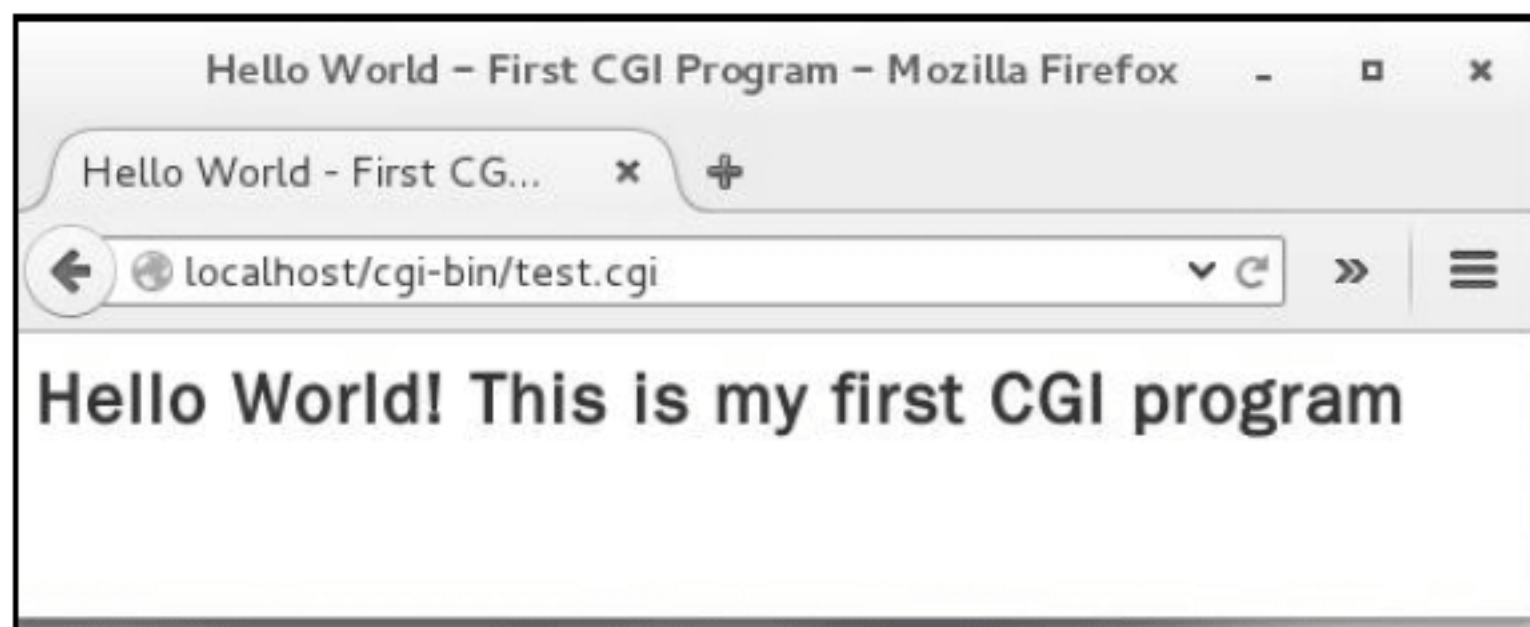 Hello World – First CGI Program – Mozilla Firefox
Hello World - First CG...
localhost/cgi-bin/test.cgi
Hello World! This is my first CGI program